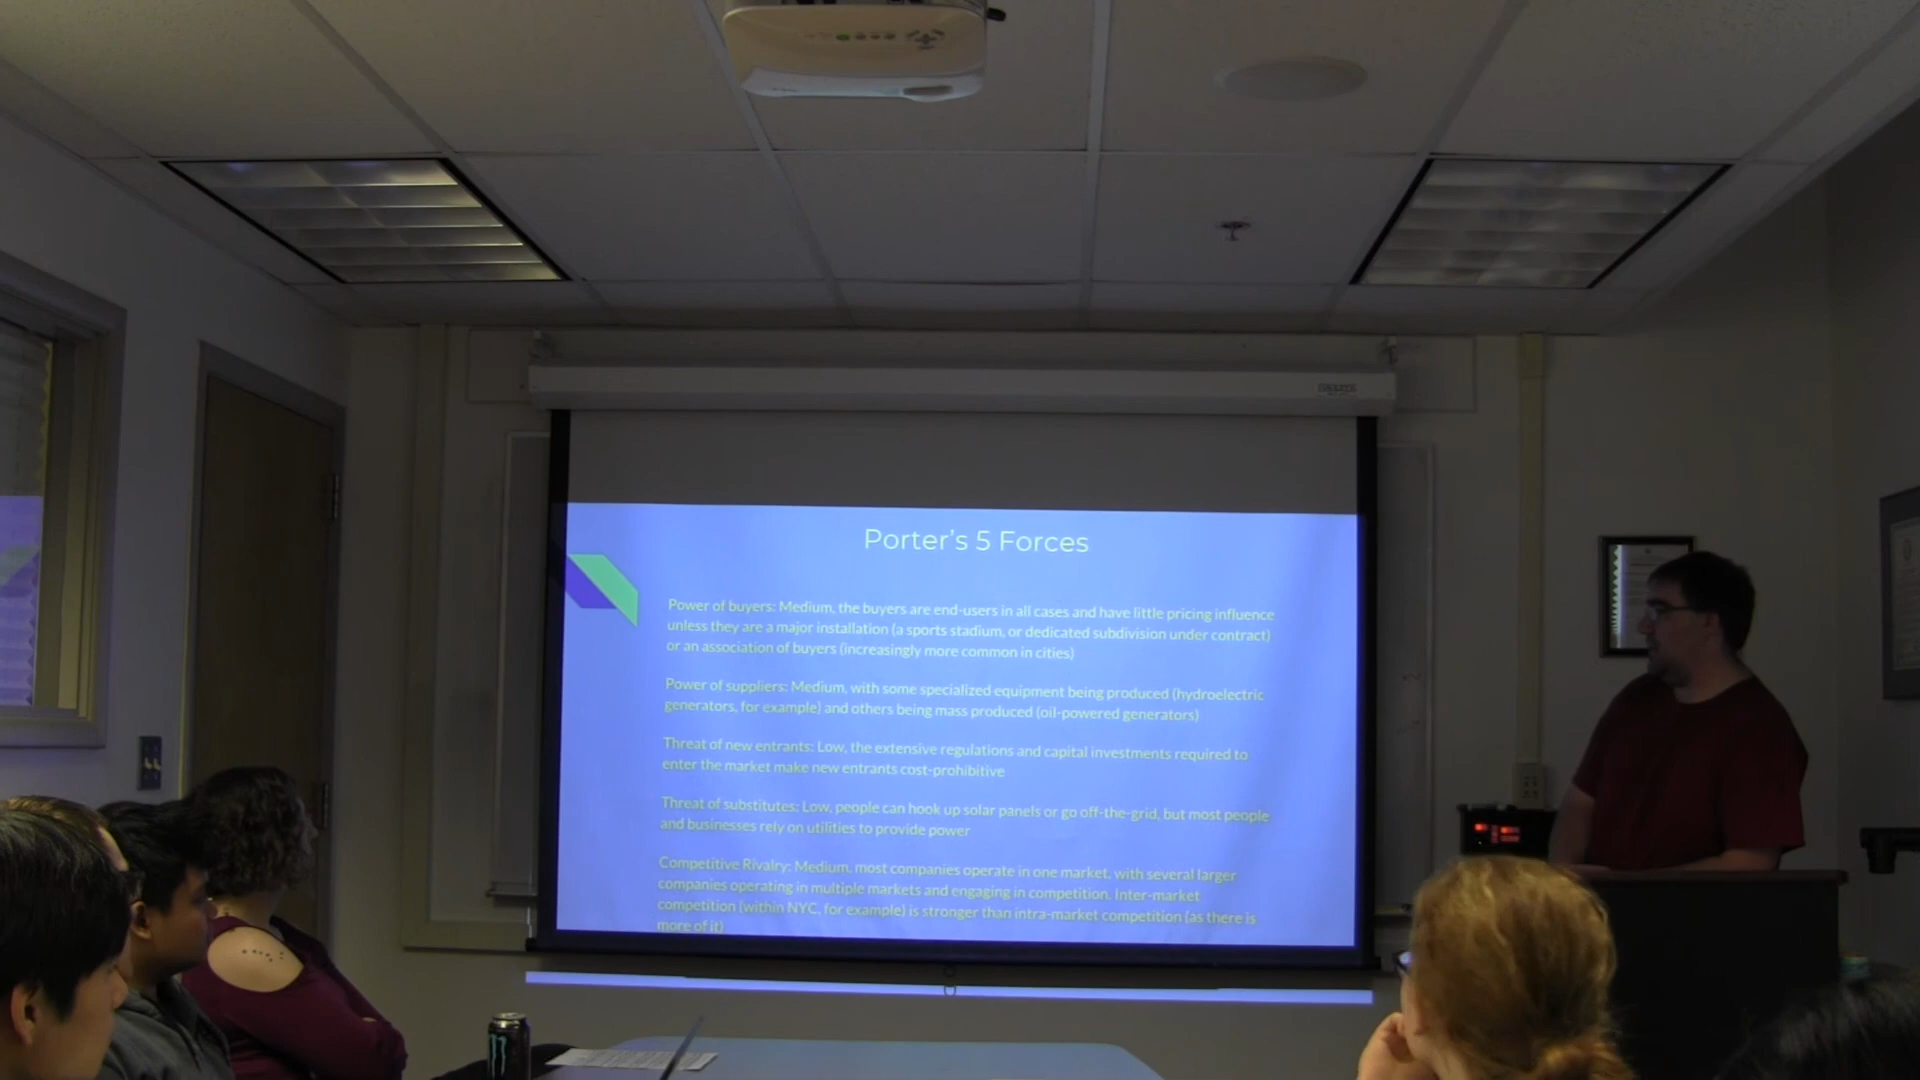 Porter's 5 Forces
Power of buyers: Medium, the buyers are end-users in all cases and have little pricing influence
unless they are a major installation (a sports stadium, or dedicated subdivision under contract)
or an association of buyers (increasingly more common in cities)
Power of suppliers: Medium, with some specialized equipment being produced (hydroelectric
generators, for example) and others being mass produced (oil-powered generators)
Threat of new entrants: Low, the extensive regulations and capital investments required to
enter the market make new entrants cost-prohibitive
Threat of substitutes: Low, people can hook up solar panels or go off-the-grid, but most people
and businesses rely on utilities to provide power
Competitive Rivalry: Medium, most companies operate in one market, with several larger
companies operating in multiple markets and engaging in competition. Inter-market
competition (within NYC, for example) is stronger than intra-market competition (as there is
more of it)